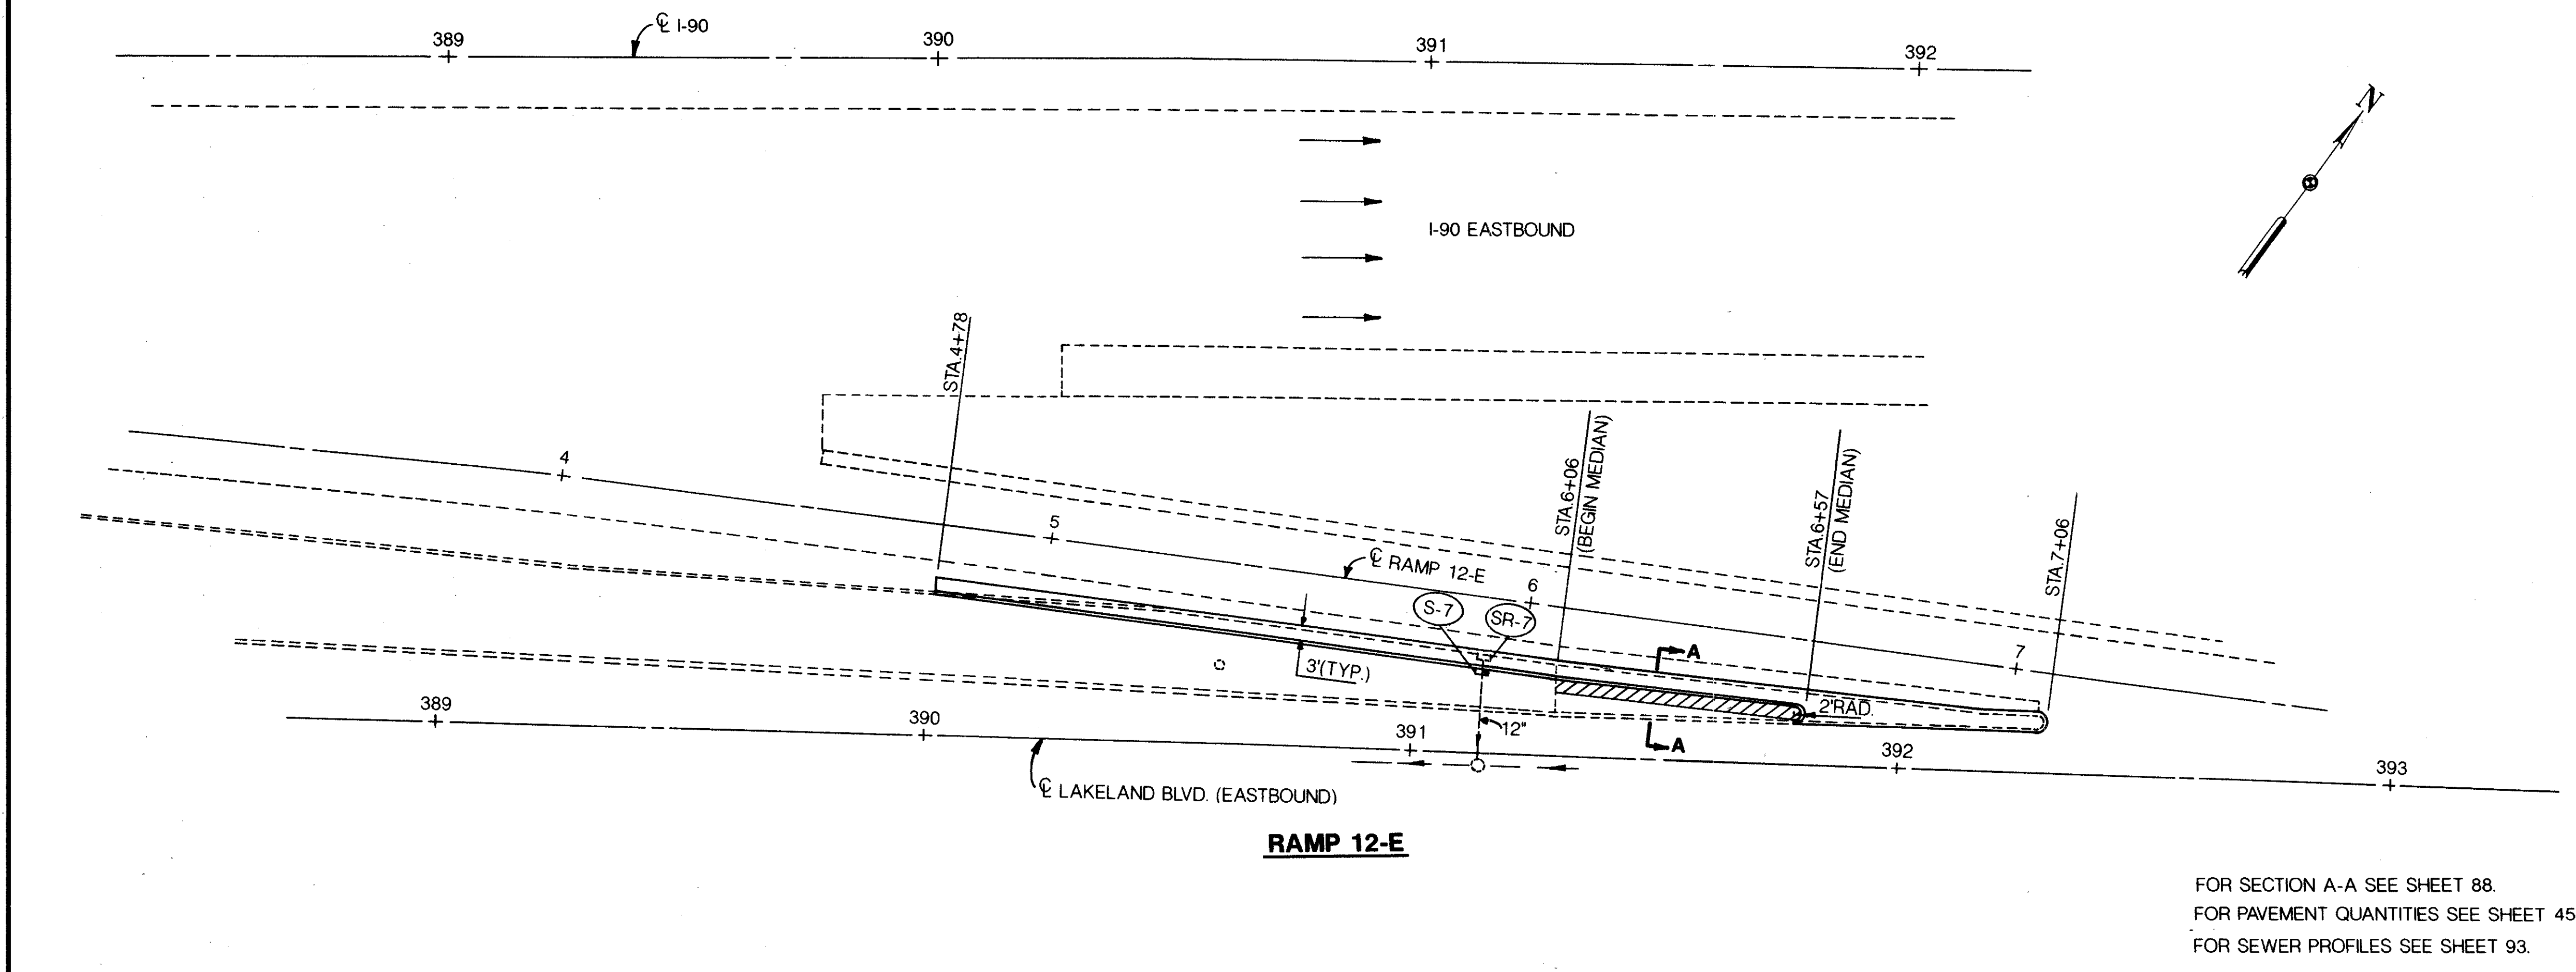 ℄ I-90
389
390
391
392
N
I-90 EASTBOUND
STA.4+78
STA.6+06
(BEGIN MEDIAN)
STA.6+57
(END MEDIAN)
STA.7+06
4
5
℄ RAMP 12-E
6
7
S-7
SR-7
3'(TYP.)
A
2'RAD.
12"
A
389
390
391
392
393
℄ LAKELAND BLVD. (EASTBOUND)
RAMP 12-E
FOR SECTION A-A SEE SHEET 88.
FOR PAVEMENT QUANTITIES SEE SHEET 45
FOR SEWER PROFILES SEE SHEET 93.